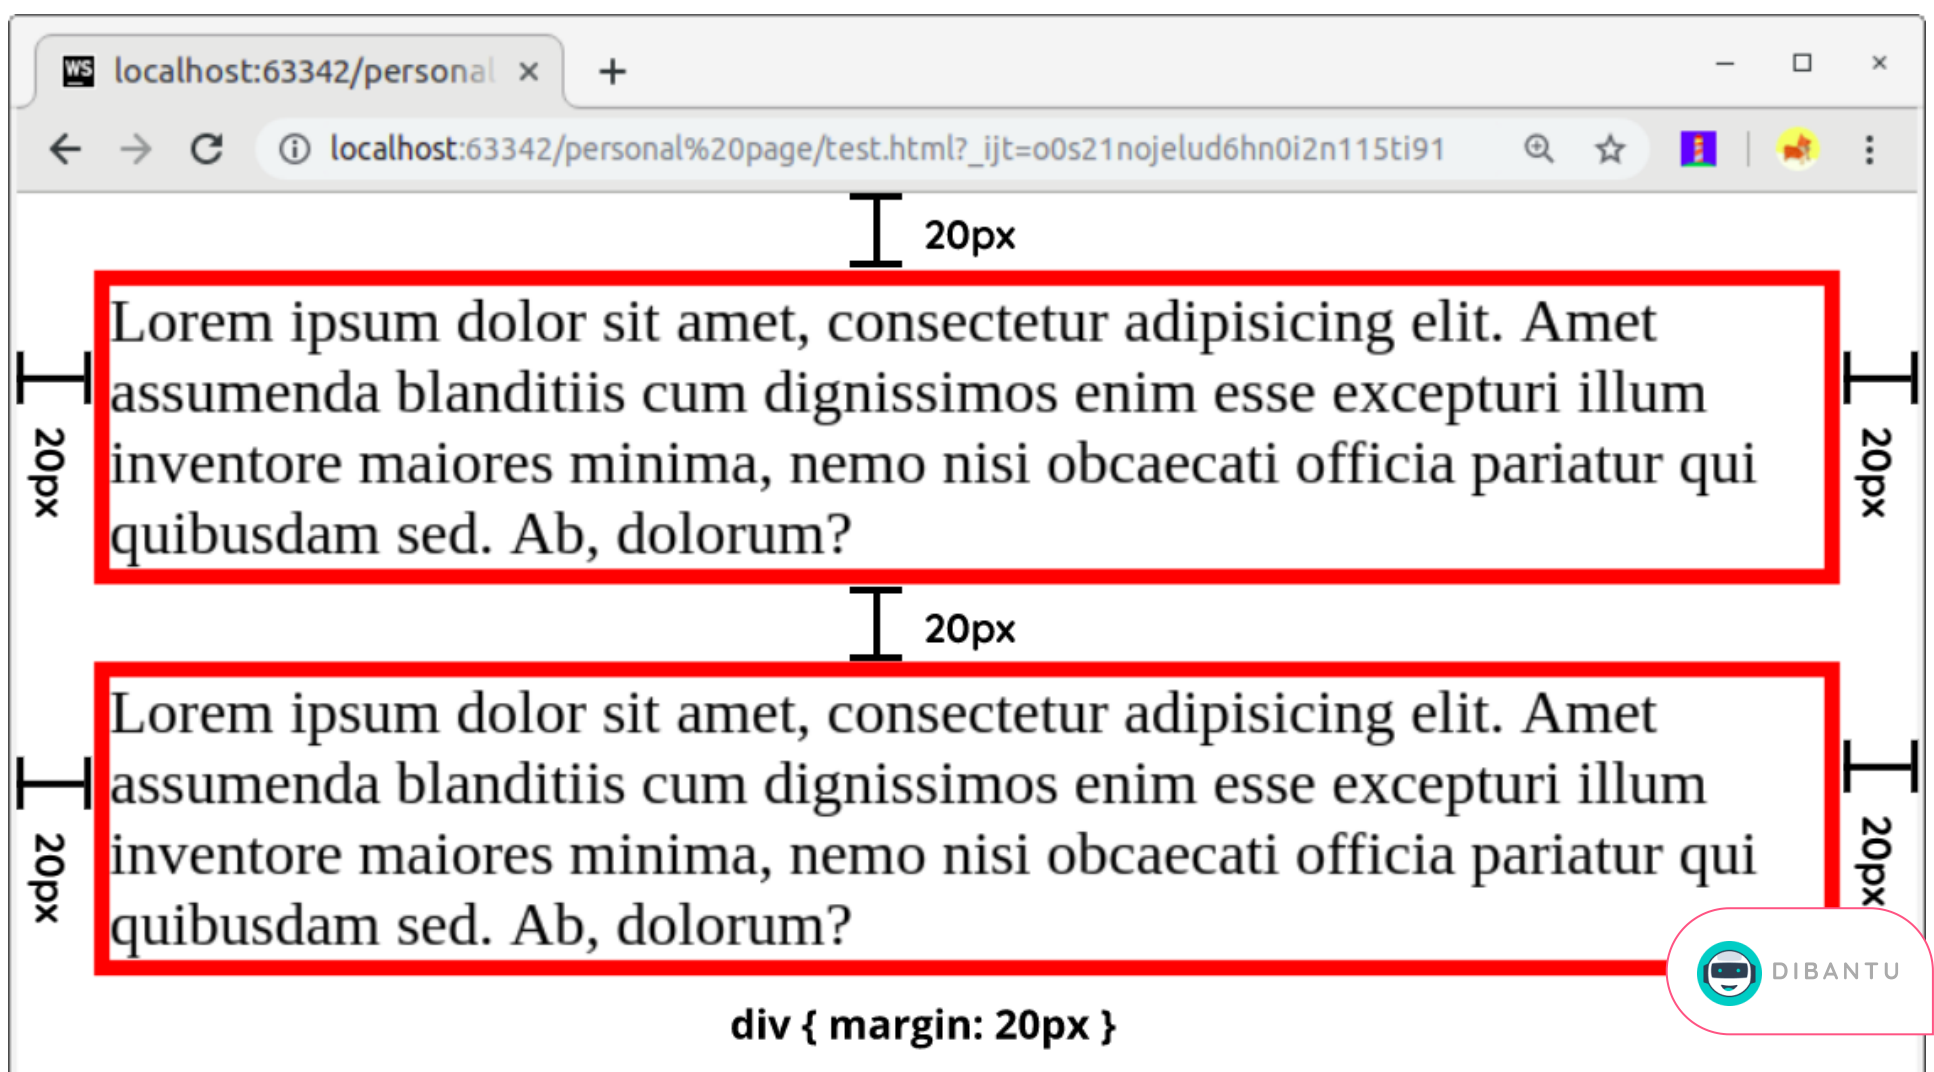 WS localhost:63342/personal
localhost:63342/personal%20page/test.html?_ijt=o0s21nojelud6hn0i2n115ti91
20px
Lorem ipsum dolor sit amet, consectetur adipisicing elit. Amet
assumenda blanditiis cum dignissimos enim esse excepturi illum
inventore maiores minima, nemo nisi obcaecati officia pariatur qui
quibusdam sed. Ab, dolorum?
20px
20px
20px
Lorem ipsum dolor sit amet, consectetur adipisicing elit. Amet
assumenda blanditiis cum dignissimos enim esse excepturi illum
inventore maiores minima, nemo nisi obcaecati officia pariatur qui
quibusdam sed. Ab, dolorum?
20px
20px
DIBANTU
div { margin: 20px }